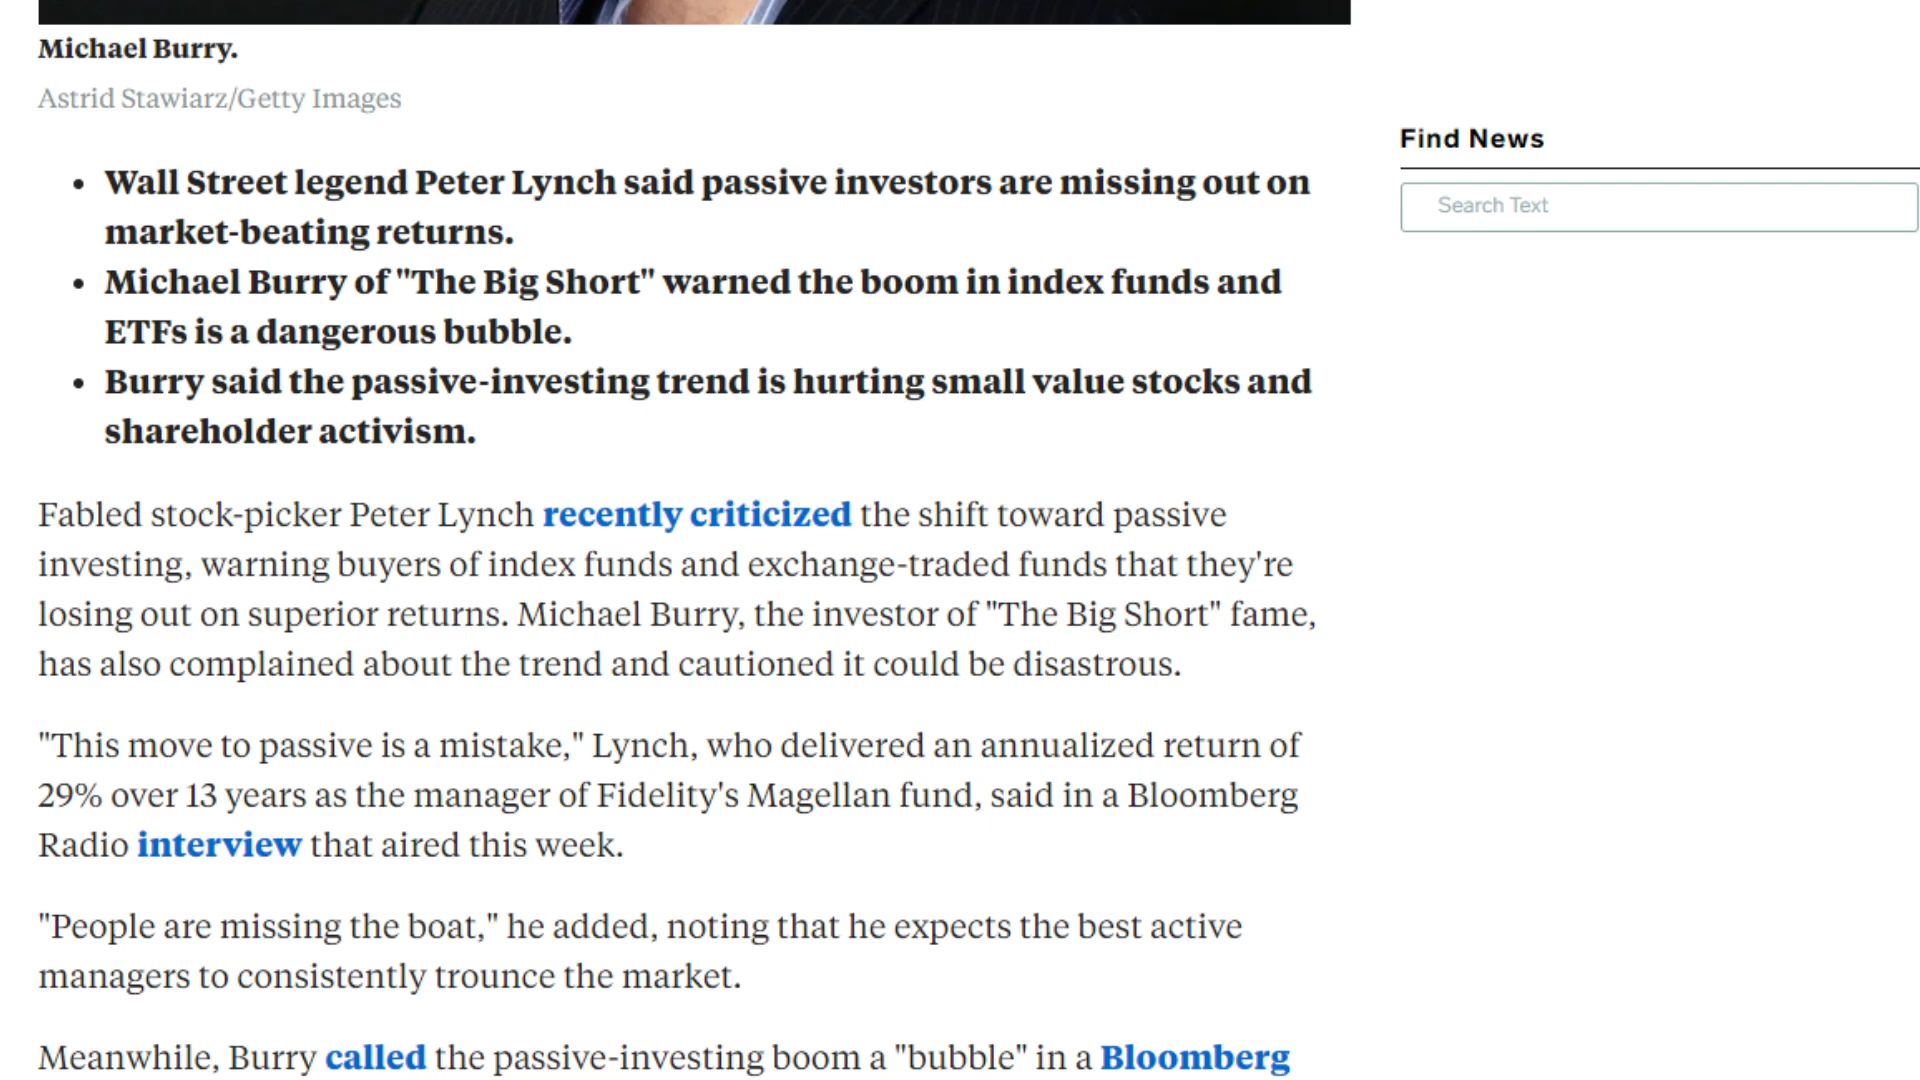 Michael Burry.
Astrid Stawiarz/Getty Images
Find News
Search Text
Wall Street legend Peter Lynch said passive investors are missing out on
market-beating returns.
Michael Burry of "The Big Short" warned the boom in index funds and
ETFs is a dangerous bubble.
Burry said the passive-investing trend is hurting small value stocks and
shareholder activism.
Fabled stock-picker Peter Lynch recently criticized the shift toward passive
investing, warning buyers of index funds and exchange-traded funds that they're
losing out on superior returns. Michael Burry, the investor of "The Big Short" fame,
has also complained about the trend and cautioned it could be disastrous.
"This move to passive is a mistake," Lynch, who delivered an annualized return of
29% over 13 years as the manager of Fidelity's Magellan fund, said in a Bloomberg
Radio interview that aired this week.
"People are missing the boat," he added, noting that he expects the best active
managers to consistently trounce the market.
Meanwhile, Burry called the passive-investing boom a "bubble" in a Bloomberg